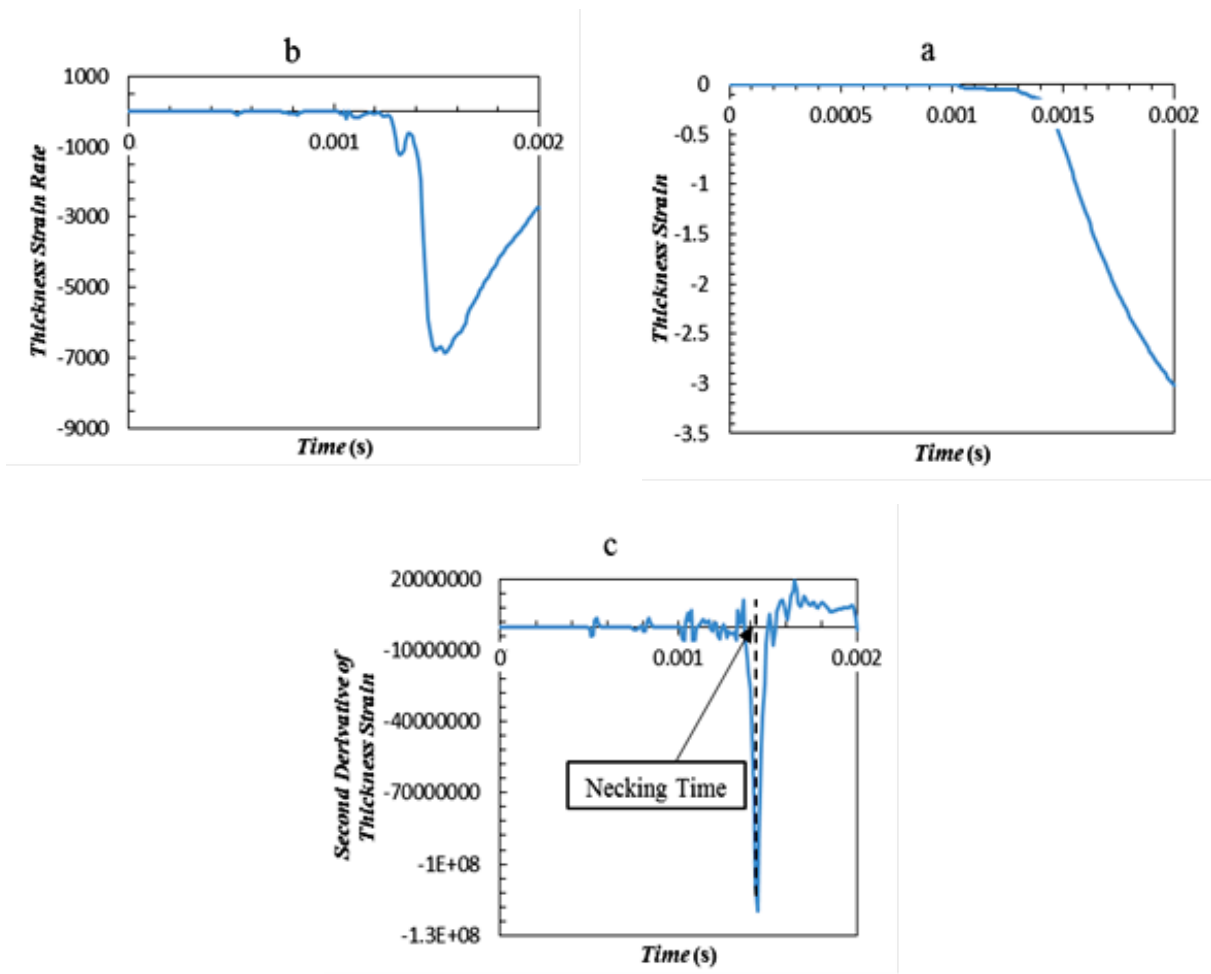 b
1000
-1000
-3000
-5000
-7000
-9000
0
0.001
0.002
Thickness Strain Rate
Time (s)
a
0
-0.5
-1
-1.5
-2
-2.5
-3
-3.5
0
0.0005
0.001
0.0015
0.002
Thickness Strain
Time (s)
c
20000000
-10000000
-40000000
-70000000
-1E+08
-1.3E+08
0
0.001
0.002
Second Derivative of
Thickness Strain
Necking Time
Time (s)